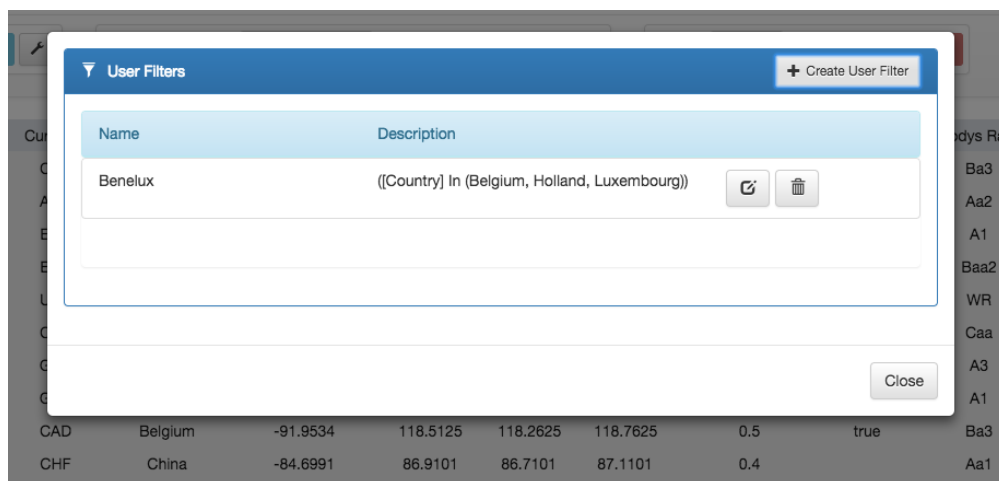 User Filters
+ Create User Filter
Name Description
Benelux ([Country] In (Belgium, Holland, Luxembourg))
Close
Ba3
Aa2
A1
Baa2
WR
Caa
A3
A1
CAD Belgium -91.9534 118.5125 118.2625 118.7625 0.5 true Ba3
CHF China -84.6991 86.9101 86.7101 87.1101 0.4 Aa1